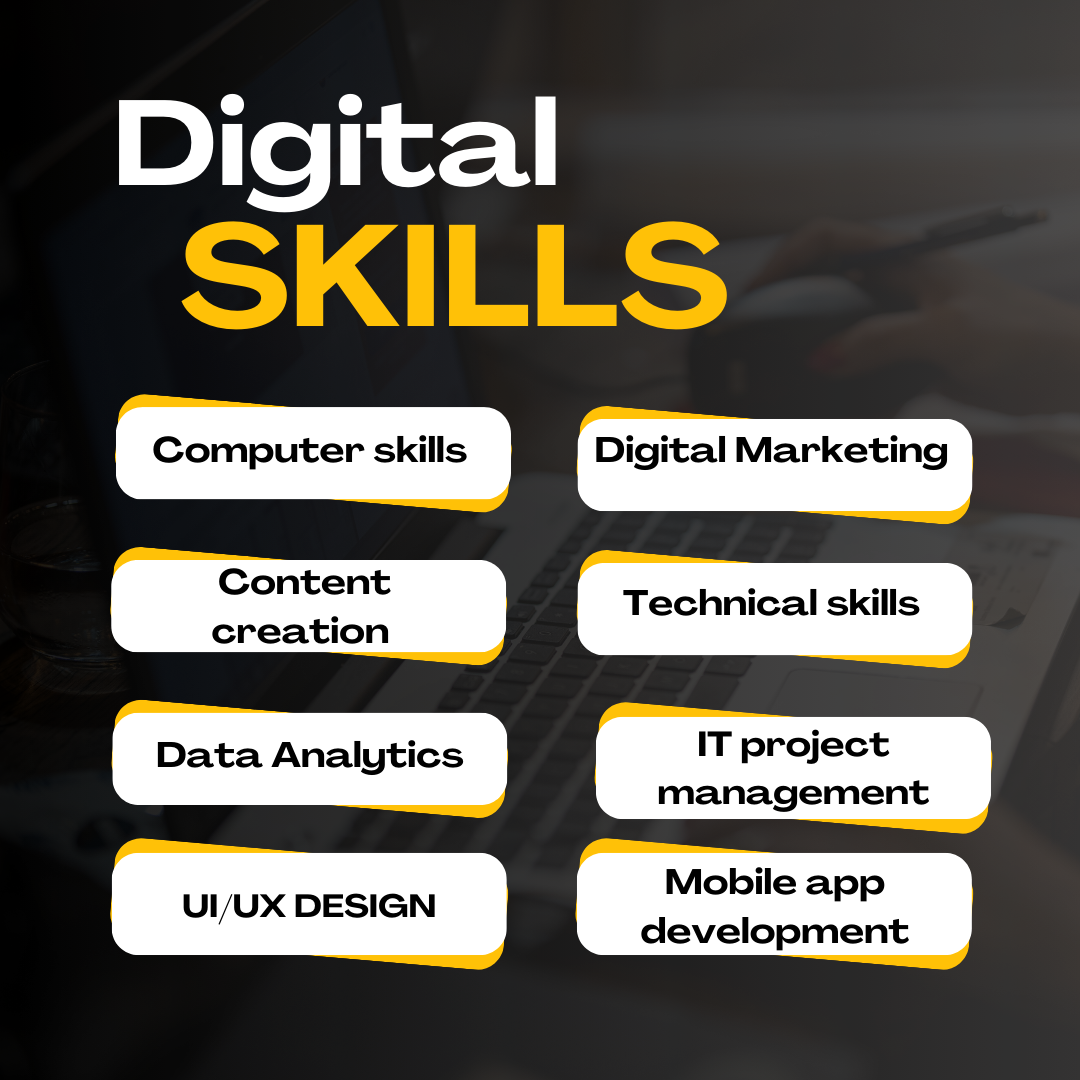 Digital
SKILLS
Computer skills
Digital Marketing
Content
creation
Technical skills
Data Analytics
IT project
management
UI/UX DESIGN
Mobile app
development